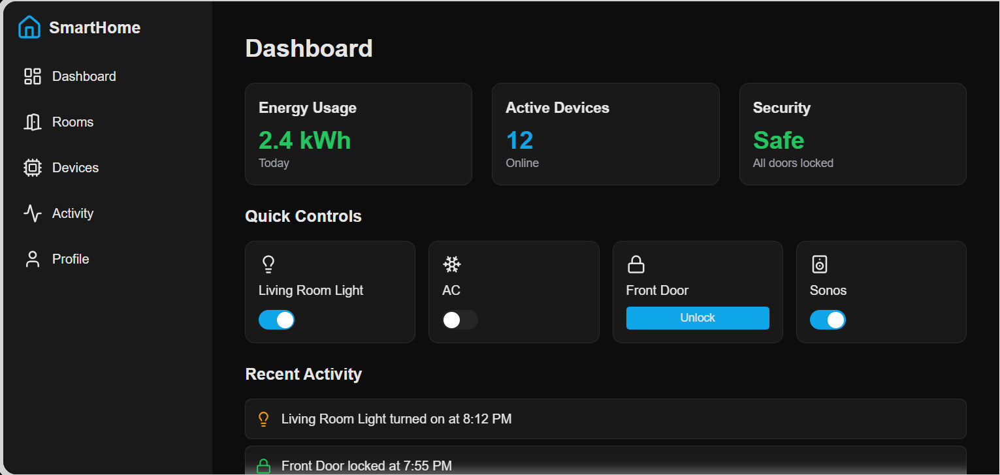 SmartHome
Dashboard
Rooms
Devices
Activity
Profile
Dashboard
Energy Usage
2.4 kWh
Today
Active Devices
12
Online
Security
Safe
All doors locked
Quick Controls
Living Room Light
AC
Front Door
Unlock
Sonos
Recent Activity
Living Room Light turned on at 8:12 PM
Front Door locked at 7:55 PM